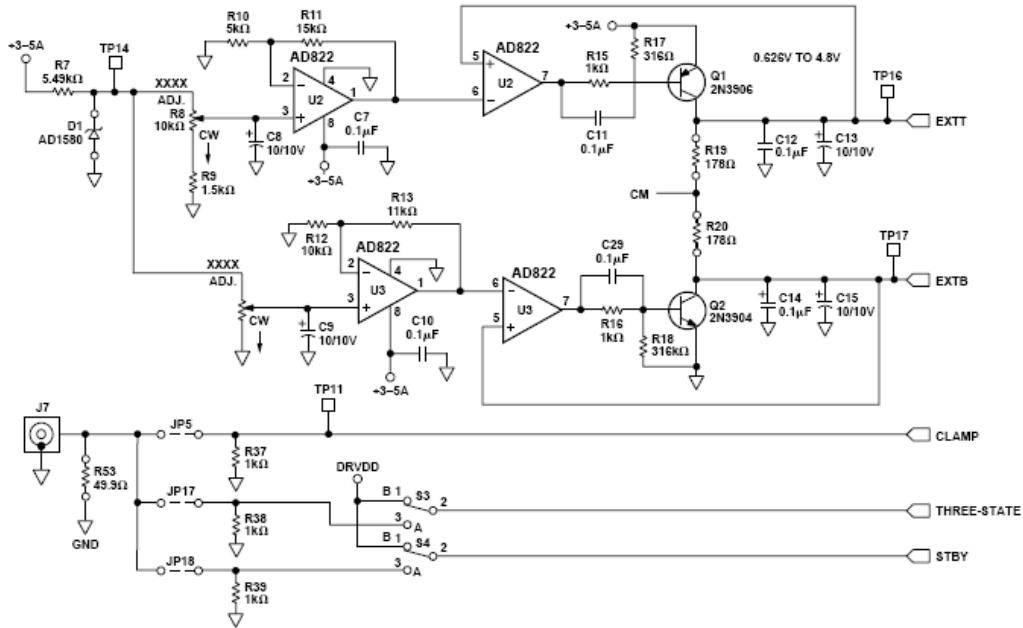 R10
5kΩ
R11
15kΩ
AD822
2
4
U2
1
3
8
C7
0.1µF
+3–5A
+3–5A
R7
5.49kΩ
TP14
D1
AD1580
XXXX
ADJ.
R8
10kΩ
CW
R9
1.5kΩ
C8
10/10V
AD822
5
6
U2
7
R15
1kΩ
C11
0.1µF
+3–5A
R17
316Ω
Q1
2N3906
0.626V TO 4.8V
TP16
EXTT
C12
0.1µF
C13
10/10V
R19
178Ω
CM
R20
178Ω
TP17
EXTB
C14
0.1µF
C15
10/10V
XXXX
ADJ.
CW
C9
10/10V
R12
10kΩ
R13
11kΩ
AD822
2
4
U3
1
3
8
C10
0.1µF
+3–5A
AD822
6
5
U3
7
C29
0.1µF
R16
1kΩ
R18
316kΩ
Q2
2N3904
J7
R53
49.9Ω
GND
JP5
R37
1kΩ
TP11
CLAMP
JP17
R38
1kΩ
DRVDD
B 1
S3
2
3
A
THREE-STATE
B 1
S4
2
3
A
STBY
JP18
R39
1kΩ